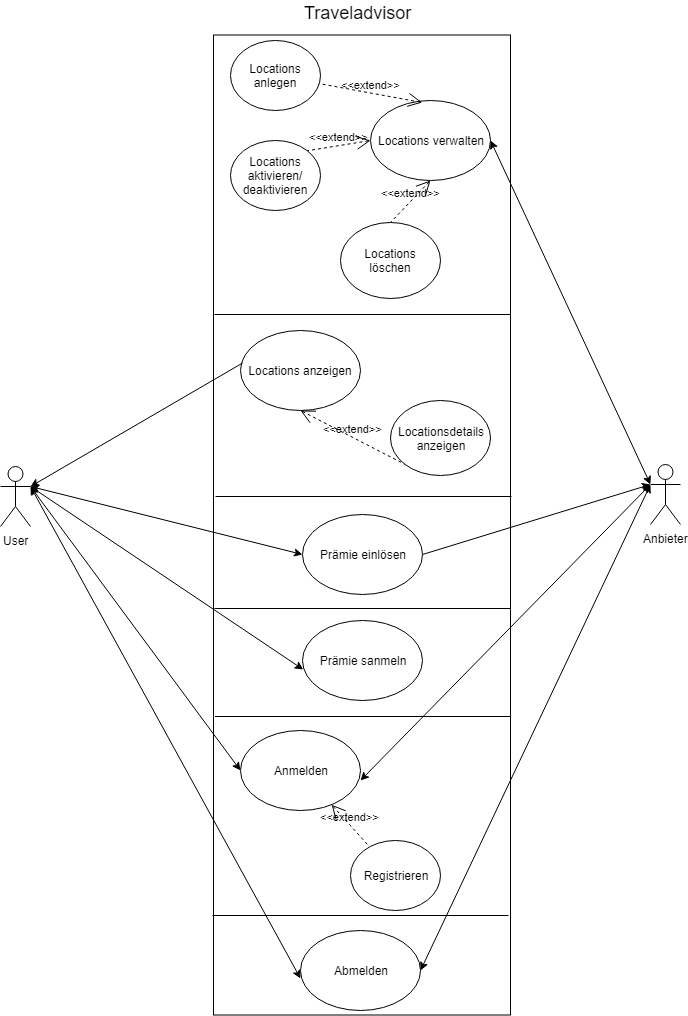 Traveladvisor
Locations
anlegen
<<extend>>
Locations verwalten
<<extend>>
Locations
aktivieren/
deaktivieren
<<extend>>
Locations
löschen
Locations anzeigen
<<extend>>
Locationsdetails
anzeigen
User
Anbieter
Prämie einlösen
Prämie sanmeln
Anmelden
<<extend>>
Registrieren
Abmelden